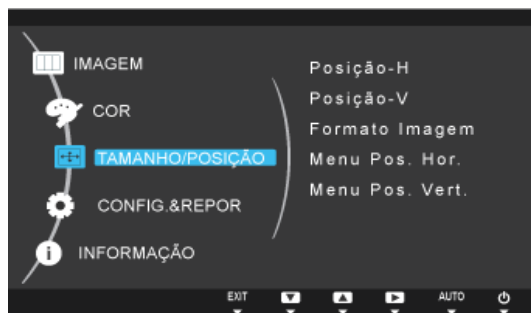 IMAGEM
COR
TAMANHO/POSIÇÃO
CONFIG.&REPOR
INFORMAÇÃO
Posição-H
Posição-V
Formato Imagem
Menu Pos. Hor.
Menu Pos. Vert.
EXIT AUTO